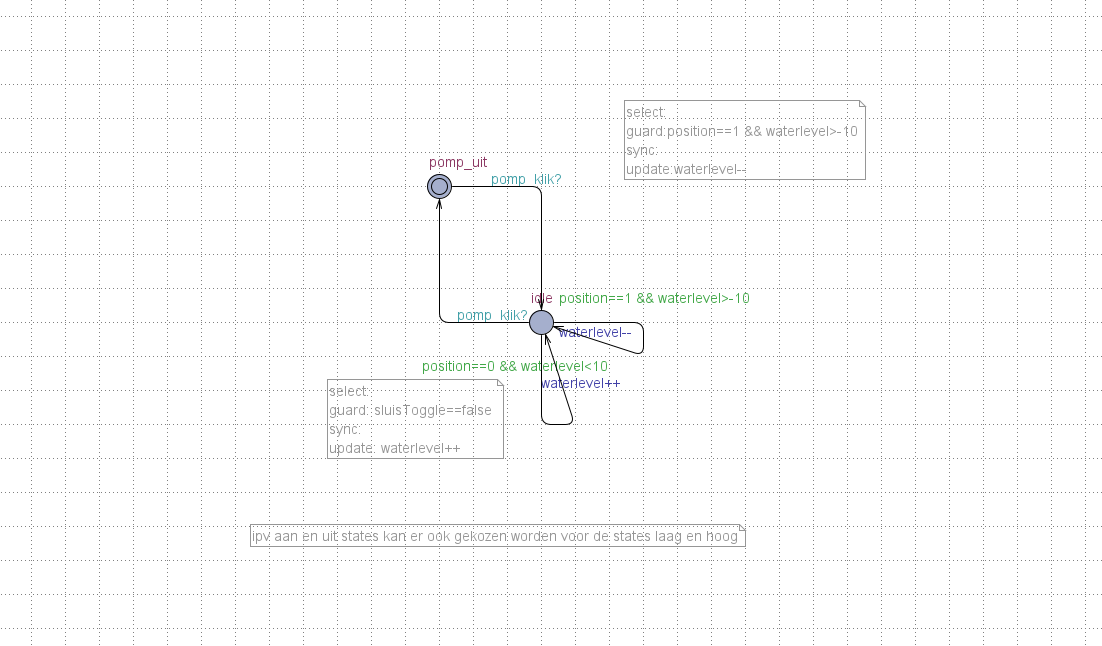 select:
guard:position==1 && waterlevel>-10
sync:
update:waterlevel--
pomp_uit
pomp_klik?
idle
position==1 && waterlevel>-10
pomp_klik?
waterlevel--
position==0 && waterlevel<10
waterlevel++
select:
guard: sluisToggle==false
sync:
update: waterlevel++
ipv aan en uit states kan er ook gekozen worden voor de states laag en hoog